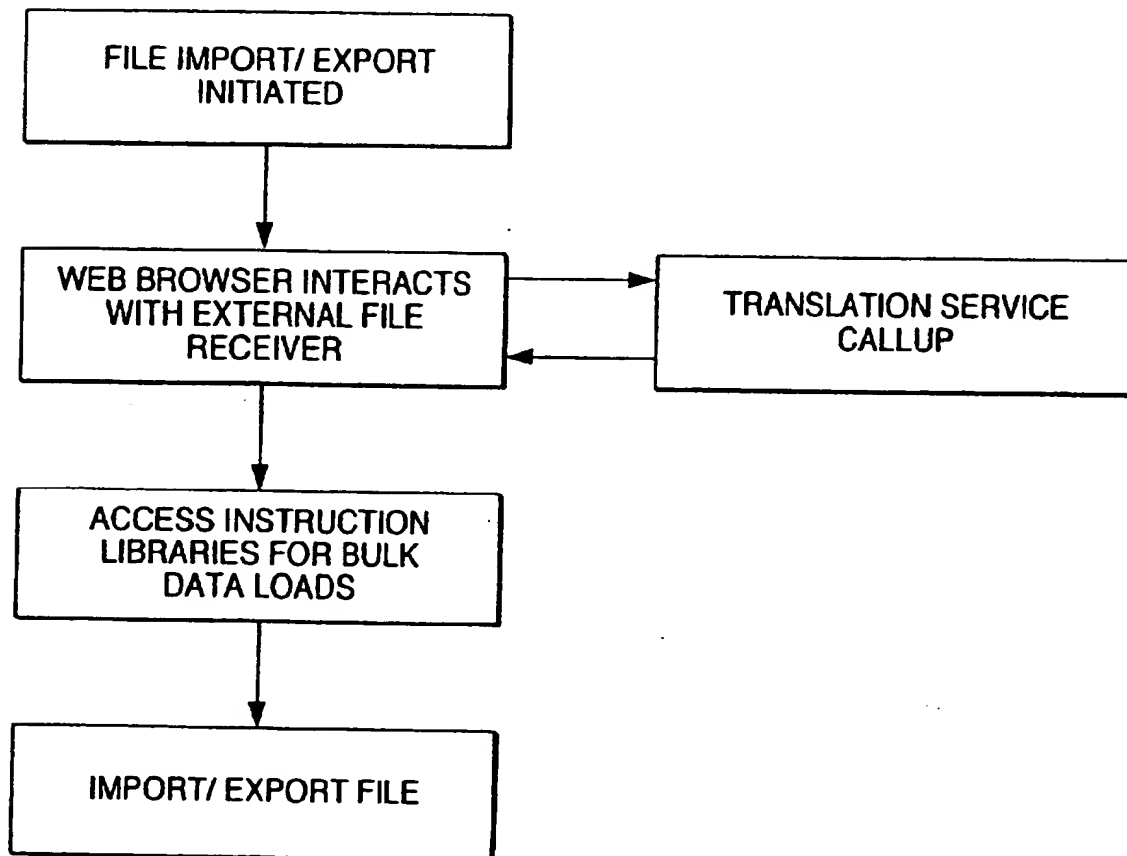 FILE IMPORT/ EXPORT
INITIATED
WEB BROWSER INTERACTS
WITH EXTERNAL FILE
RECEIVER
TRANSLATION SERVICE
CALLUP
ACCESS INSTRUCTION
LIBRARIES FOR BULK
DATA LOADS
IMPORT/ EXPORT FILE